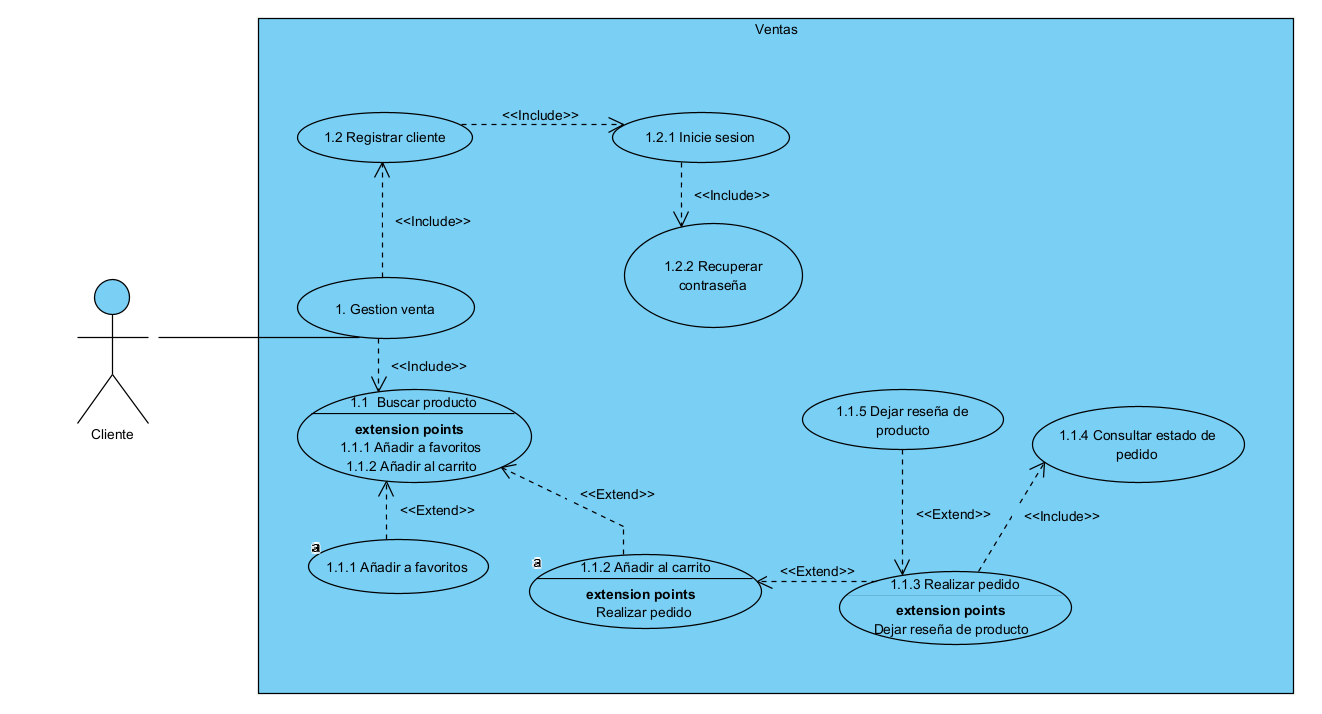 Ventas
<<Include>>
1.2 Registrar cliente
1.2.1 Inicie sesion
<<Include>>
<<Include>>
1.2.2 Recuperar
contraseña
1. Gestion venta
<<Include>>
Cliente
1.1 Buscar producto
extension points
1.1.1 Añadir a favoritos
1.1.2 Añadir al carrito
1.1.5 Dejar reseña de
producto
1.1.4 Consultar estado de
pedido
<<Extend>>
<<Extend>>
<<Extend>>
<<Include>>
a
1.1.1 Añadir a favoritos
a
1.1.2 Añadir al carrito
extension points
Realizar pedido
<<Extend>>
1.1.3 Realizar pedido
extension points
Dejar reseña de producto